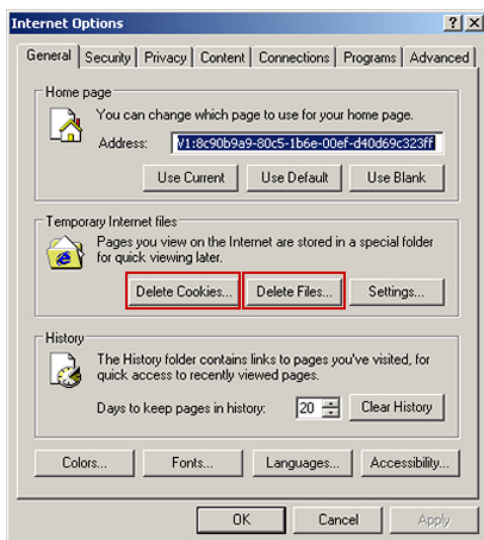 Internet Options
General Security Privacy Content Connections Programs Advanced
Home page
You can change which page to use for your home page.
Address: V1:8c90b9a9-80c5-1b6e-00ef-d40d69c323ff
Use Current Use Default Use Blank
Temporary Internet files
Pages you view on the Internet are stored in a special folder
for quick viewing later.
Delete Cookies... Delete Files... Settings...
History
The History folder contains links to pages you've visited, for
quick access to recently viewed pages.
Days to keep pages in history: 20 Clear History
Colors... Fonts... Languages... Accessibility...
OK Cancel Apply